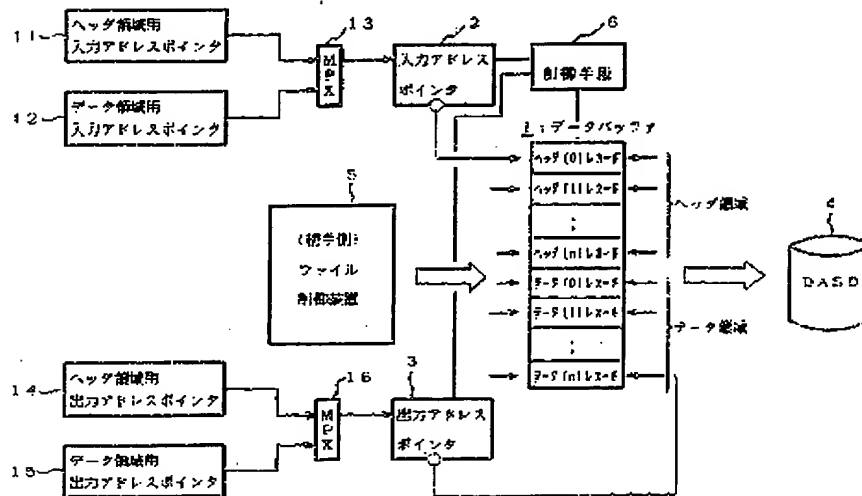 11
ヘッダ領域用
入力アドレスポインタ
12
データ領域用
入力アドレスポインタ
13
MPX
2
入力アドレス
ポインタ
6
制御手段
1:データバッファ
ヘッダ(0)レコード
ヘッダ(1)レコード
:
ヘッダ(n)レコード
データ(0)レコード
データ(1)レコード
:
データ(n)レコード
ヘッダ領域
データ領域
5
ファイル
制御装置
4
DASD
14
ヘッダ領域用
出力アドレスポインタ
15
データ領域用
出力アドレスポインタ
16
MPX
3
出力アドレス
ポインタ